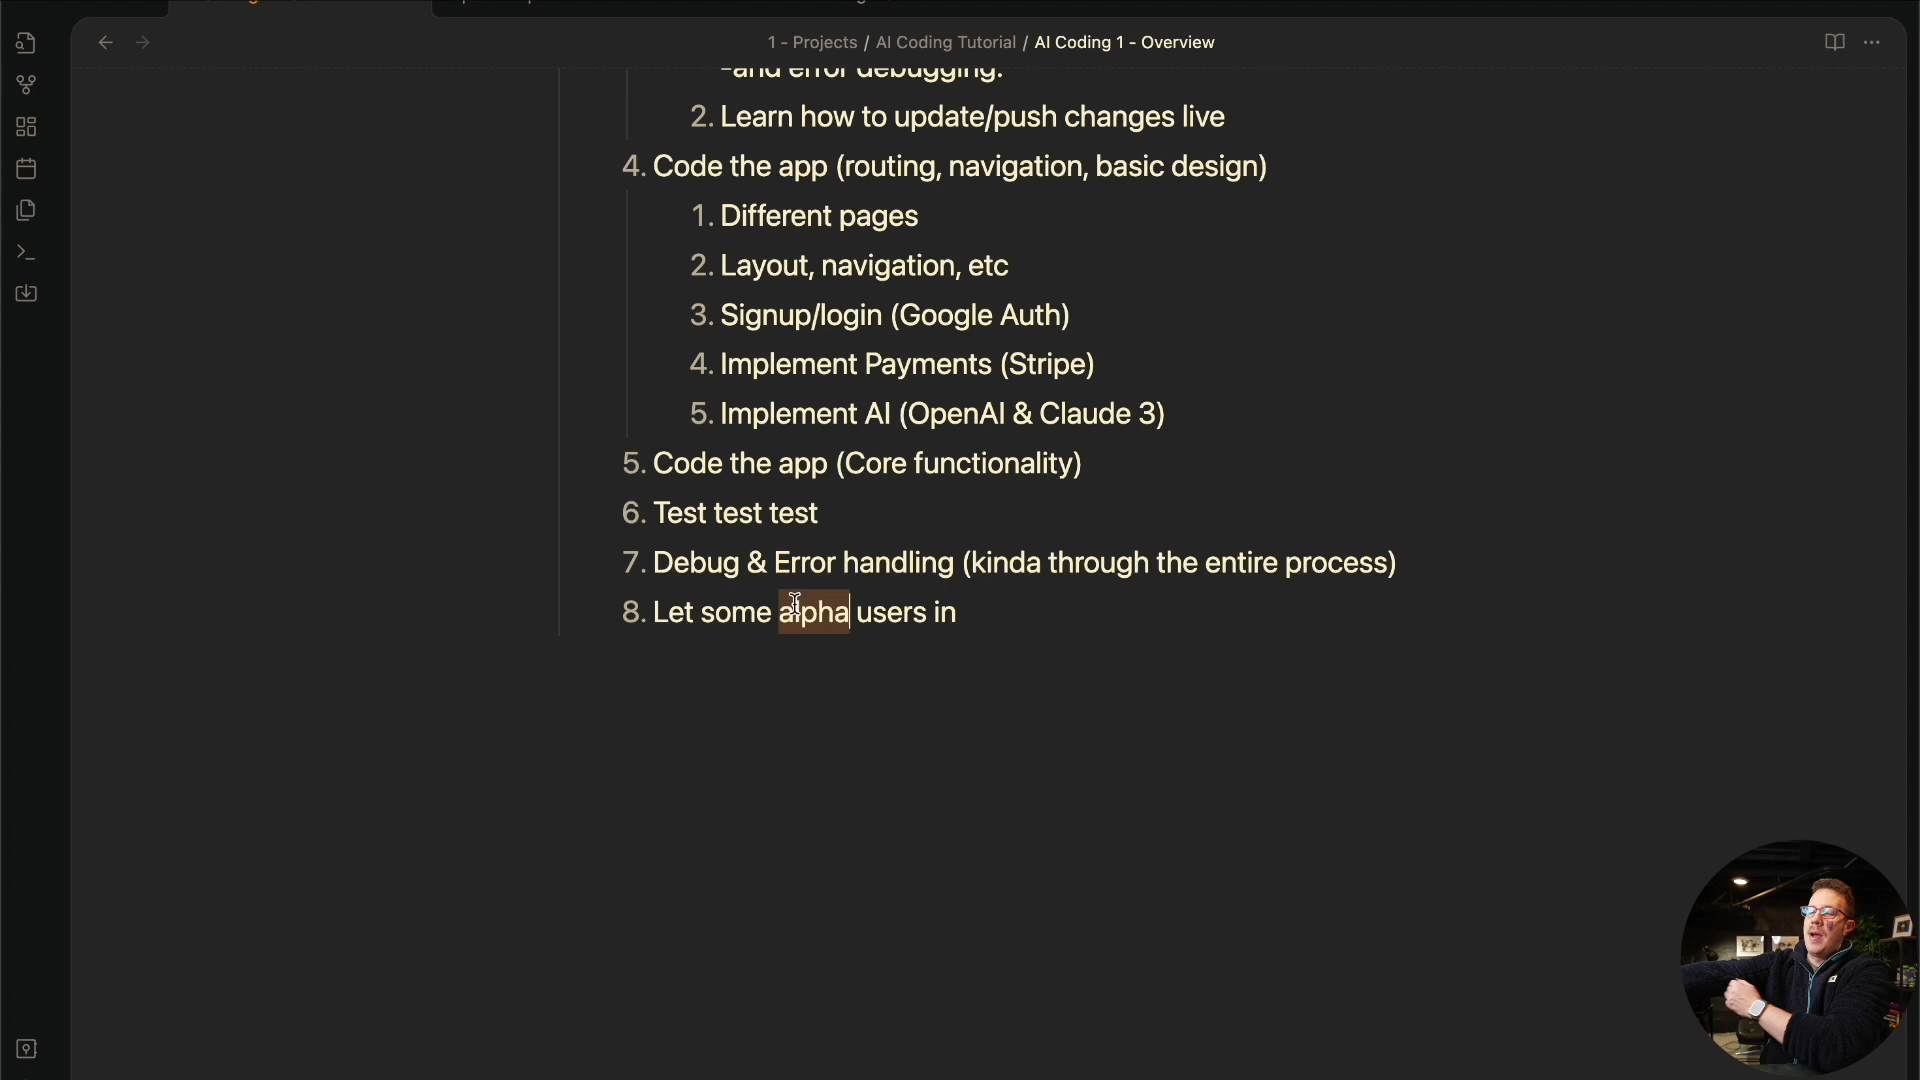 1 - Projects / AI Coding Tutorial / AI Coding 1 - Overview
-and error debugging.
2. Learn how to update/push changes live
4. Code the app (routing, navigation, basic design)
1. Different pages
2. Layout, navigation, etc
3. Signup/login (Google Auth)
4. Implement Payments (Stripe)
5. Implement AI (OpenAI & Claude 3)
5. Code the app (Core functionality)
6. Test test test
7. Debug & Error handling (kinda through the entire process)
8. Let some alpha users in